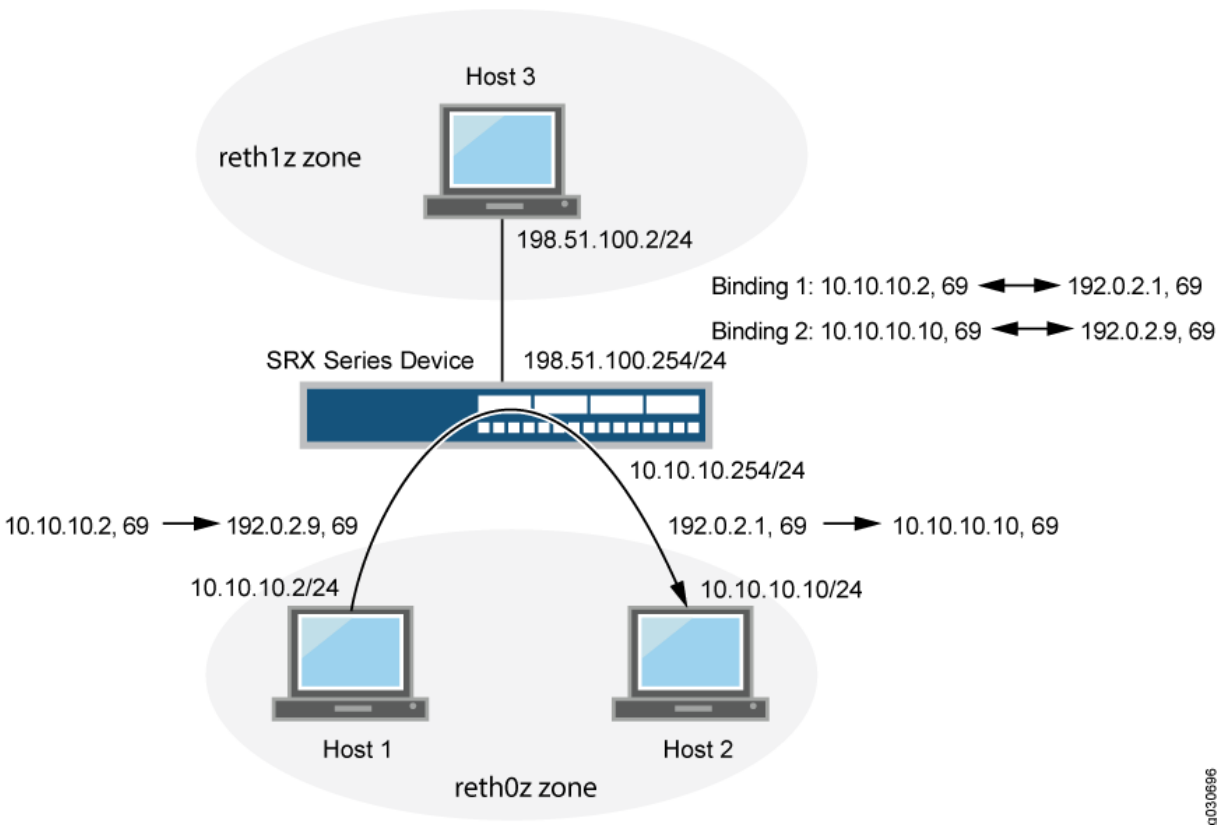 Host 3
reth1z zone
198.51.100.2/24
Binding 1: 10.10.10.2, 69 192.0.2.1, 69
Binding 2: 10.10.10.10, 69 192.0.2.9, 69
SRX Series Device 198.51.100.254/24
10.10.10.254/24
10.10.10.2, 69 192.0.2.9, 69 192.0.2.1, 69 10.10.10.10, 69
10.10.10.2/24 10.10.10.10/24
Host 1 Host 2
reth0z zone
g030696